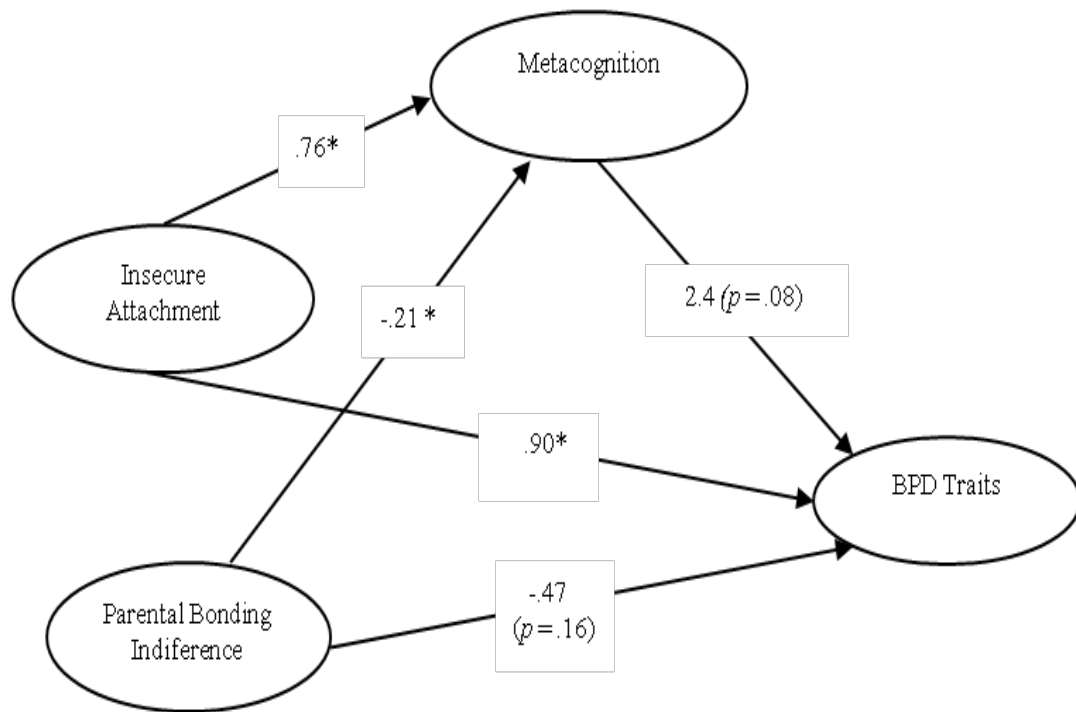 Metacognition
.76*
Insecure
Attachment
-.21 *
2.4 (p = .08)
.90*
BPD Traits
Parental Bonding
Indiference
-.47
(p = .16)